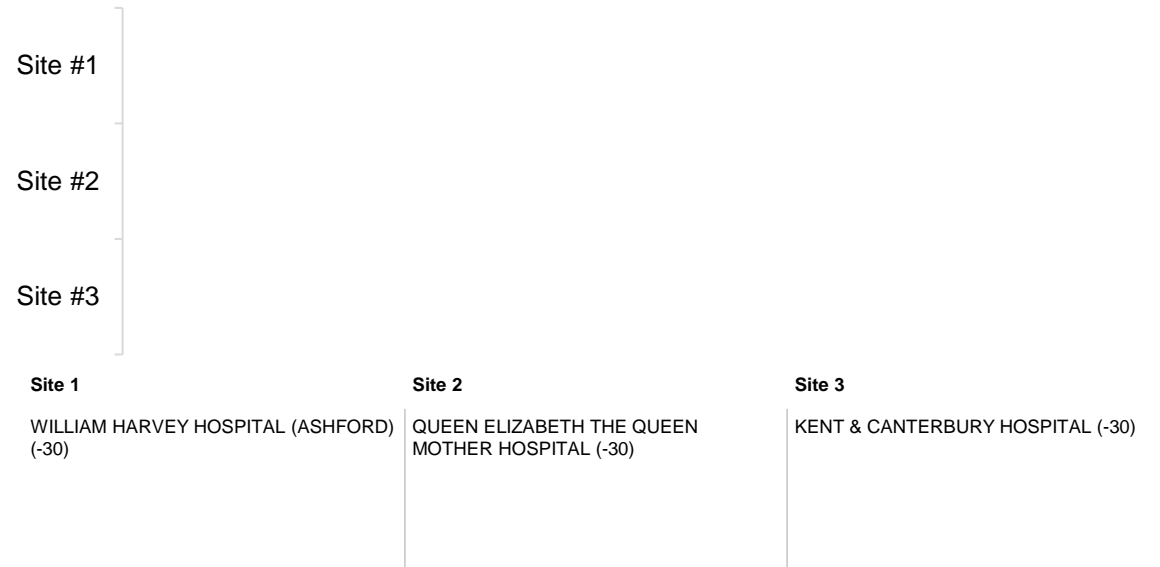 Site #1
Site #2
Site #3
Site 1
Site 2
Site 3
WILLIAM HARVEY HOSPITAL (ASHFORD)
(-30)
QUEEN ELIZABETH THE QUEEN
MOTHER HOSPITAL (-30)
KENT & CANTERBURY HOSPITAL (-30)